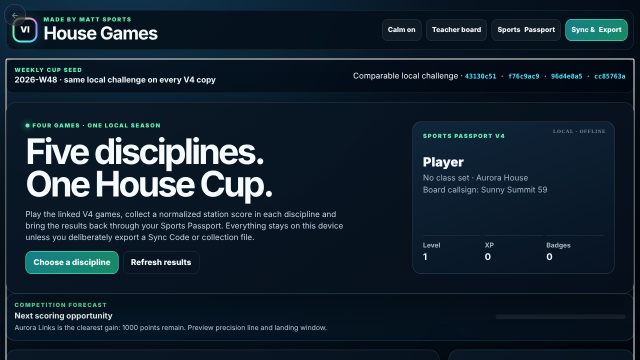 MADE BY MATT SPORTS
VI
House Games
Calm on
Teacher board
Sports Passport
Sync & Export
WEEKLY CUP SEED
2026-W48 · same local challenge on every V4 copy
Comparable local challenge · 43130c51 · f76c9ac9 · 96d4e8a5 · cc85763a
FOUR GAMES · ONE LOCAL SEASON
Five disciplines.
One House Cup.
Play the linked V4 games, collect a normalized station score in each discipline and
bring the results back through your Sports Passport. Everything stays on this device
unless you deliberately export a Sync Code or collection file.
Choose a discipline
Refresh results
SPORTS PASSPORT V4
LOCAL · OFFLINE
Player
No class set · Aurora House
Board callsign: Sunny Summit 59
Level
XP
Badges
1
0
0
COMPETITION FORECAST
Next scoring opportunity
Aurora Links is the clearest gain: 1000 points remain. Preview precision line and landing window.